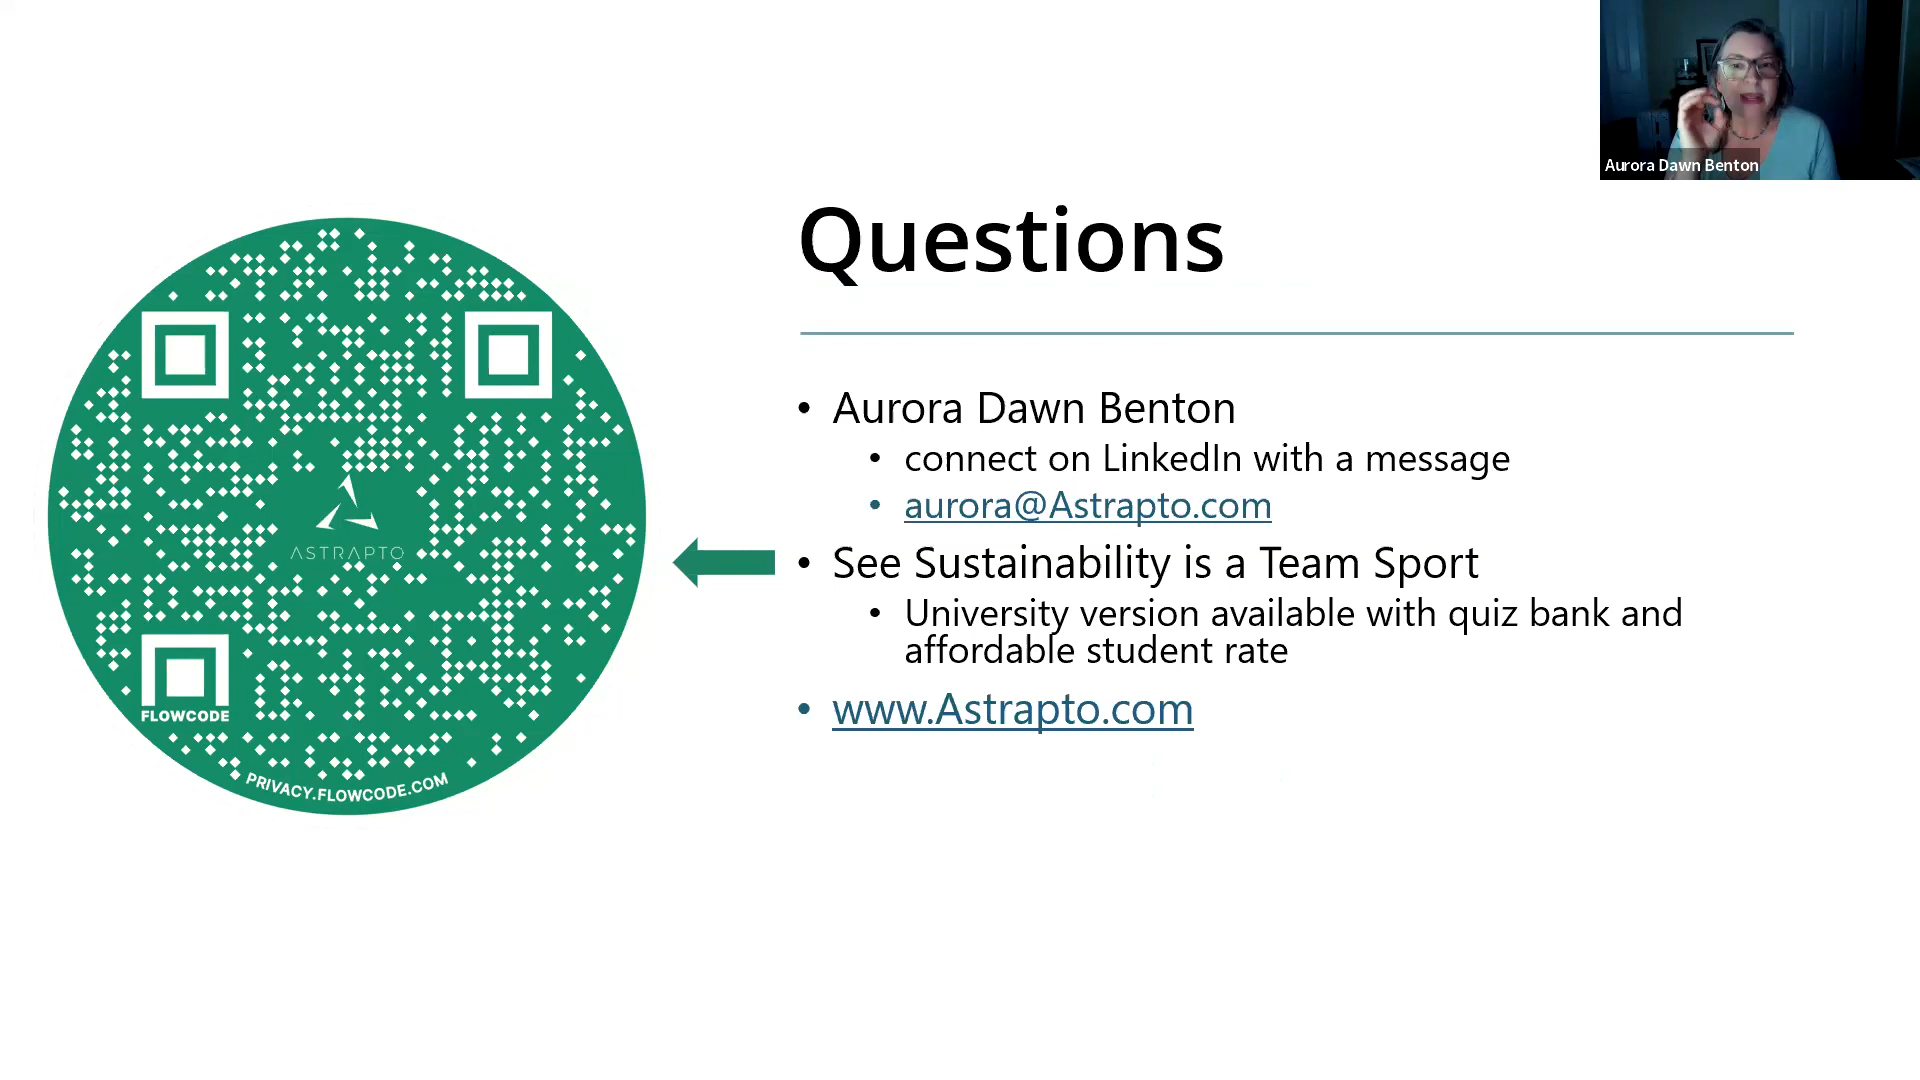 Aurora Dawn Benton
Questions
• Aurora Dawn Benton
• connect on LinkedIn with a message
• aurora@Astrapto.com
• See Sustainability is a Team Sport
• University version available with quiz bank and
affordable student rate
• www.Astrapto.com
ASTRAPTO
FLOWCODE
PRIVACY.FLOWCODE.COM